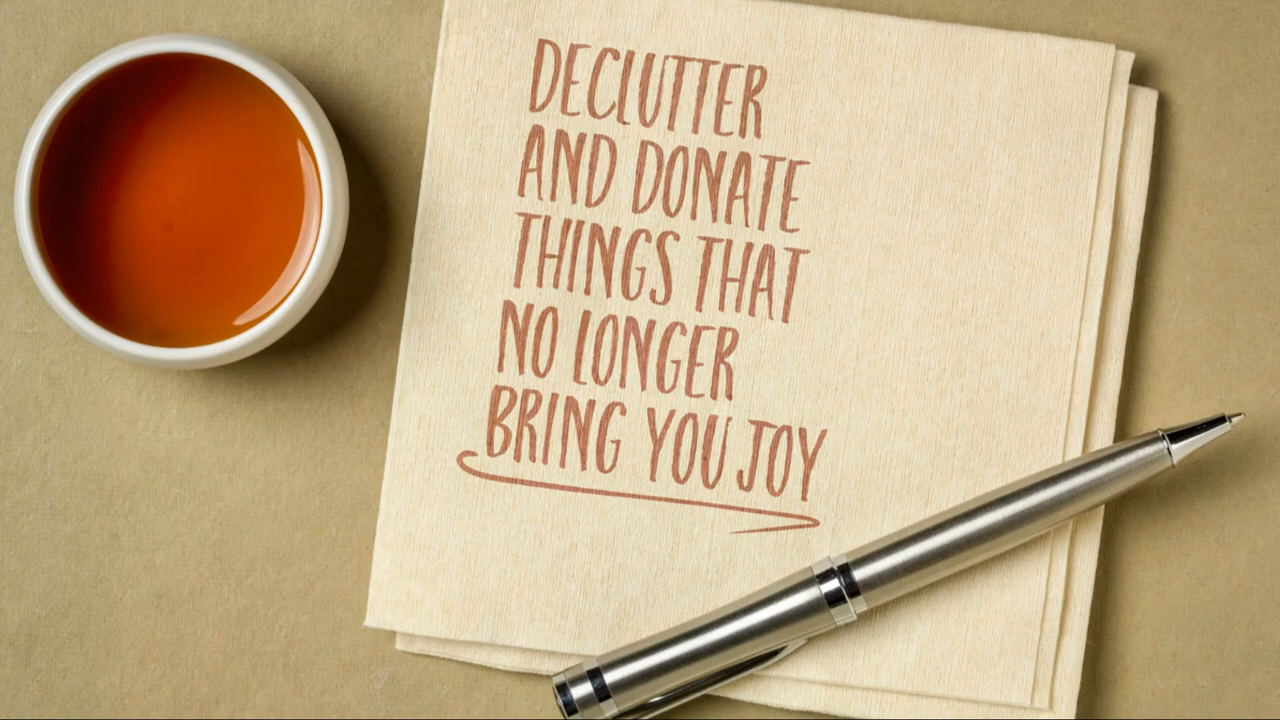 DECLUTTER
AND DONATE
THINGS THAT
NO LONGER
BRING YOU JOY